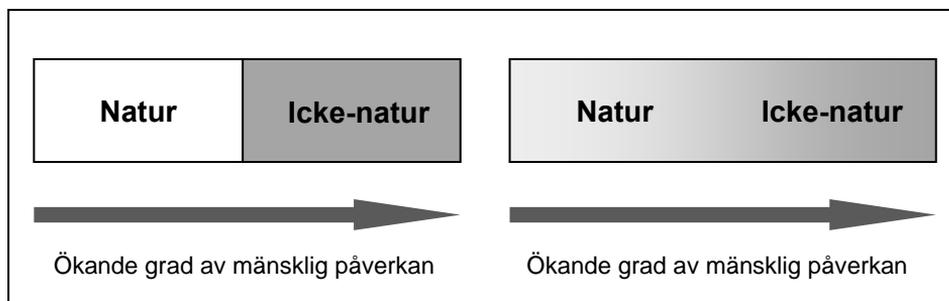 Natur Icke-natur Natur Icke-natur
Ökande grad av mänsklig påverkan Ökande grad av mänsklig påverkan